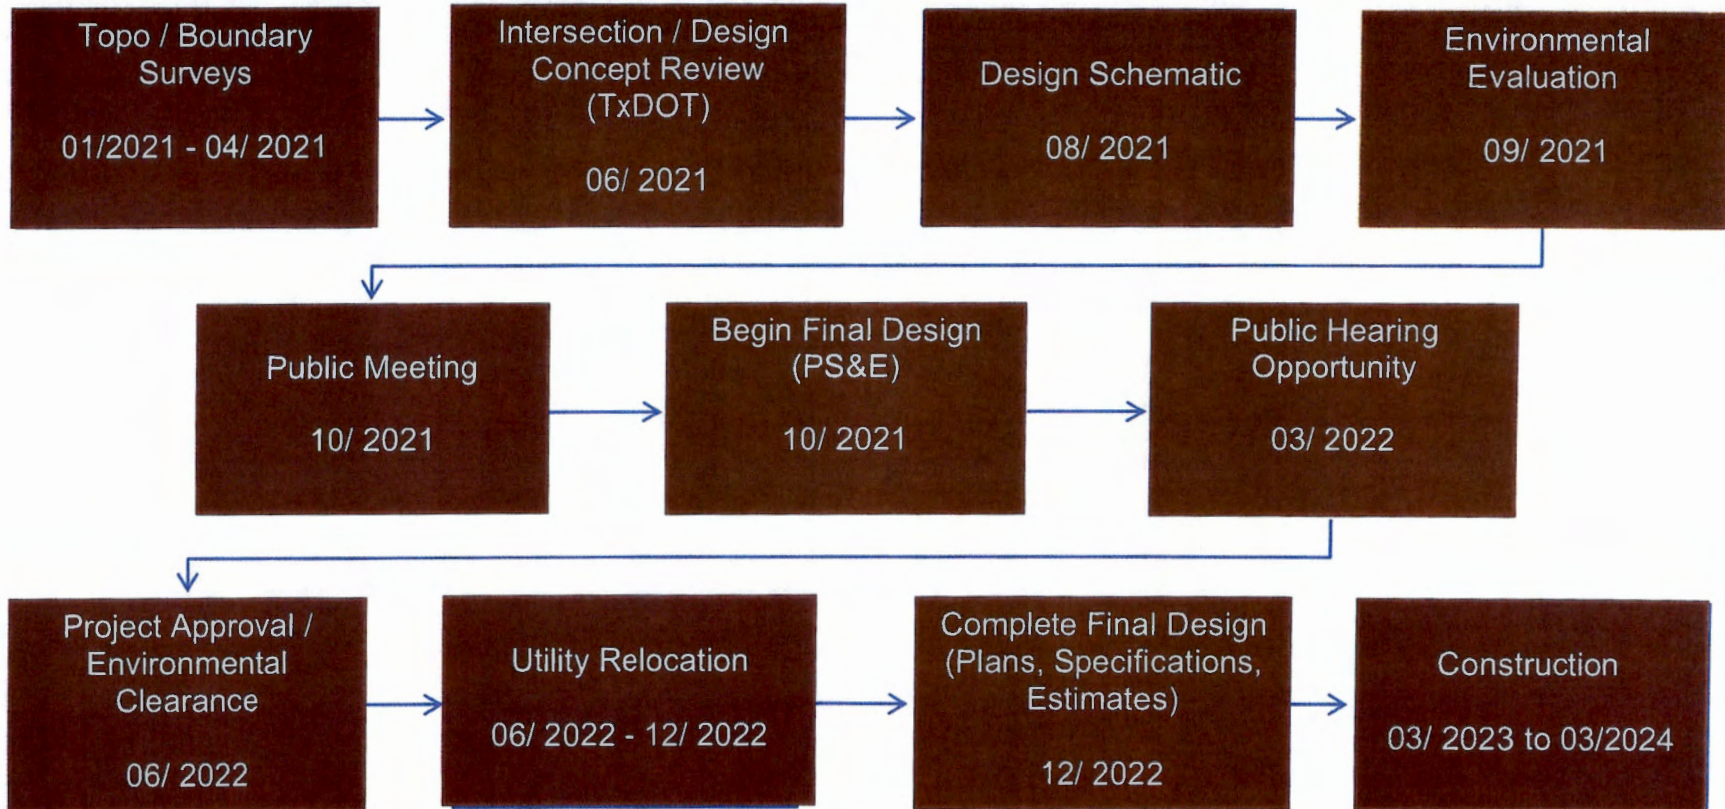 Topo / Boundary
Surveys
01/2021 - 04/ 2021
Intersection / Design
Concept Review
(TxDOT)
06/ 2021
Design Schematic
08/ 2021
Environmental
Evaluation
09/ 2021
Public Meeting
10/ 2021
Begin Final Design
(PS&E)
10/ 2021
Public Hearing
Opportunity
03/ 2022
Project Approval /
Environmental
Clearance
06/ 2022
Utility Relocation
06/ 2022 - 12/ 2022
Complete Final Design
(Plans, Specifications,
Estimates)
12/ 2022
Construction
03/ 2023 to 03/2024